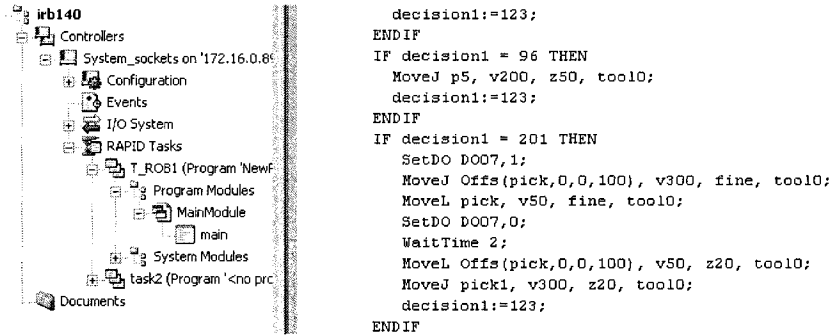 irb140
Controllers
System_sockets on '172.16.0.89
Configuration
Events
I/O System
RAPID Tasks
T_ROB1 (Program 'NewP
Program Modules
MainModule
main
System Modules
task2 (Program '<no prc
Documents
decision1:=123;
ENDIF
IF decision1 = 96 THEN
MoveJ p5, v200, z50, tool0;
decision1:=123;
ENDIF
IF decision1 = 201 THEN
SetDO DO07,1;
MoveJ Offs(pick,0,0,100), v300, fine, tool0;
MoveL pick, v50, fine, tool0;
SetDO DO07,0;
WaitTime 2;
MoveL Offs(pick,0,0,100), v50, z20, tool0;
MoveJ pick1, v300, z20, tool0;
decision1:=123;
ENDIF